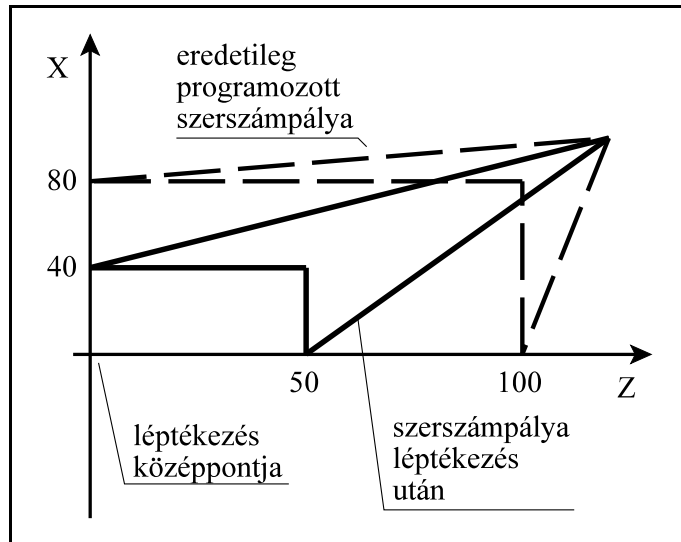 X
eredetileg
programozott
szerszámpálya
80
40
50
100
Z
léptékezés
középpontja
szerszámpálya
léptékezés
után